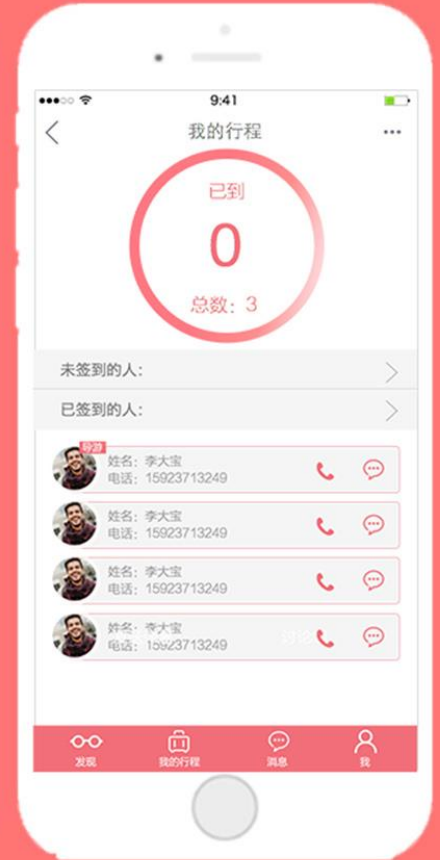 9:41
我的行程
已到
0
总数：3
未签到的人：
已签到的人：
导游
姓名：李大宝
电话：15923713249
姓名：李大宝
电话：15923713249
姓名：李大宝
电话：15923713249
姓名：李大宝
电话：15923713249
讨论
发现
我的行程
消息
我